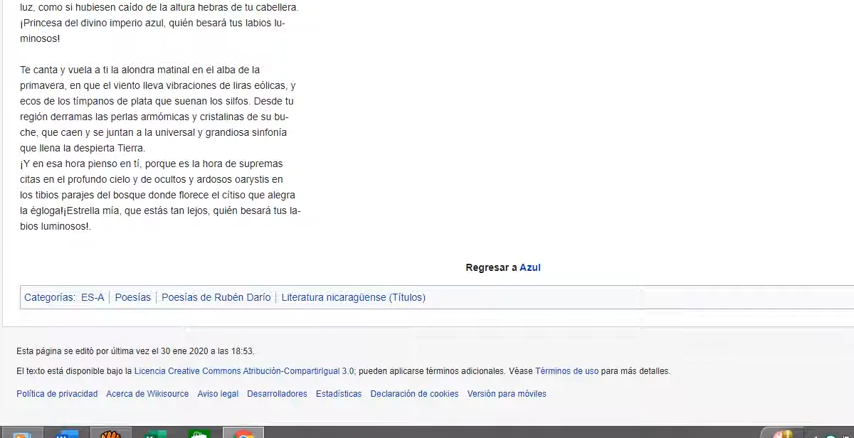 luz, como si hubiesen caído de la altura hebras de tu cabellera.
¡Princesa del divino imperio azul, quién besará tus labios lu-
minosos!
Te canta y vuela a ti la alondra matinal en el alba de la
primavera, en que el viento lleva vibraciones de liras eólicas, y
ecos de los tímpanos de plata que suenan los silfos. Desde tu
región derramas las perlas armómicas y cristalinas de su bu-
che, que caen y se juntan a la universal y grandiosa sinfonía
que llena la despierta Tierra.
¡Y en esa hora pienso en tí, porque es la hora de supremas
citas en el profundo cielo y de ocultos y ardosos oarystis en
los tibios parajes del bosque donde florece el cítiso que alegra
la égloga!¡Estrella mía, que estás tan lejos, quién besará tus la-
bios luminosos!.
Regresar a Azul
Categorías: ES-A | Poesías | Poesías de Rubén Darío | Literatura nicaragüense (Títulos)
Esta página se editó por última vez el 30 ene 2020 a las 18:53.
El texto está disponible bajo la Licencia Creative Commons Atribución-CompartirIgual 3.0; pueden aplicarse términos adicionales. Véase Términos de uso para más detalles.
Política de privacidad Acerca de Wikisource Aviso legal Desarrolladores Estadísticas Declaración de cookies Versión para móviles